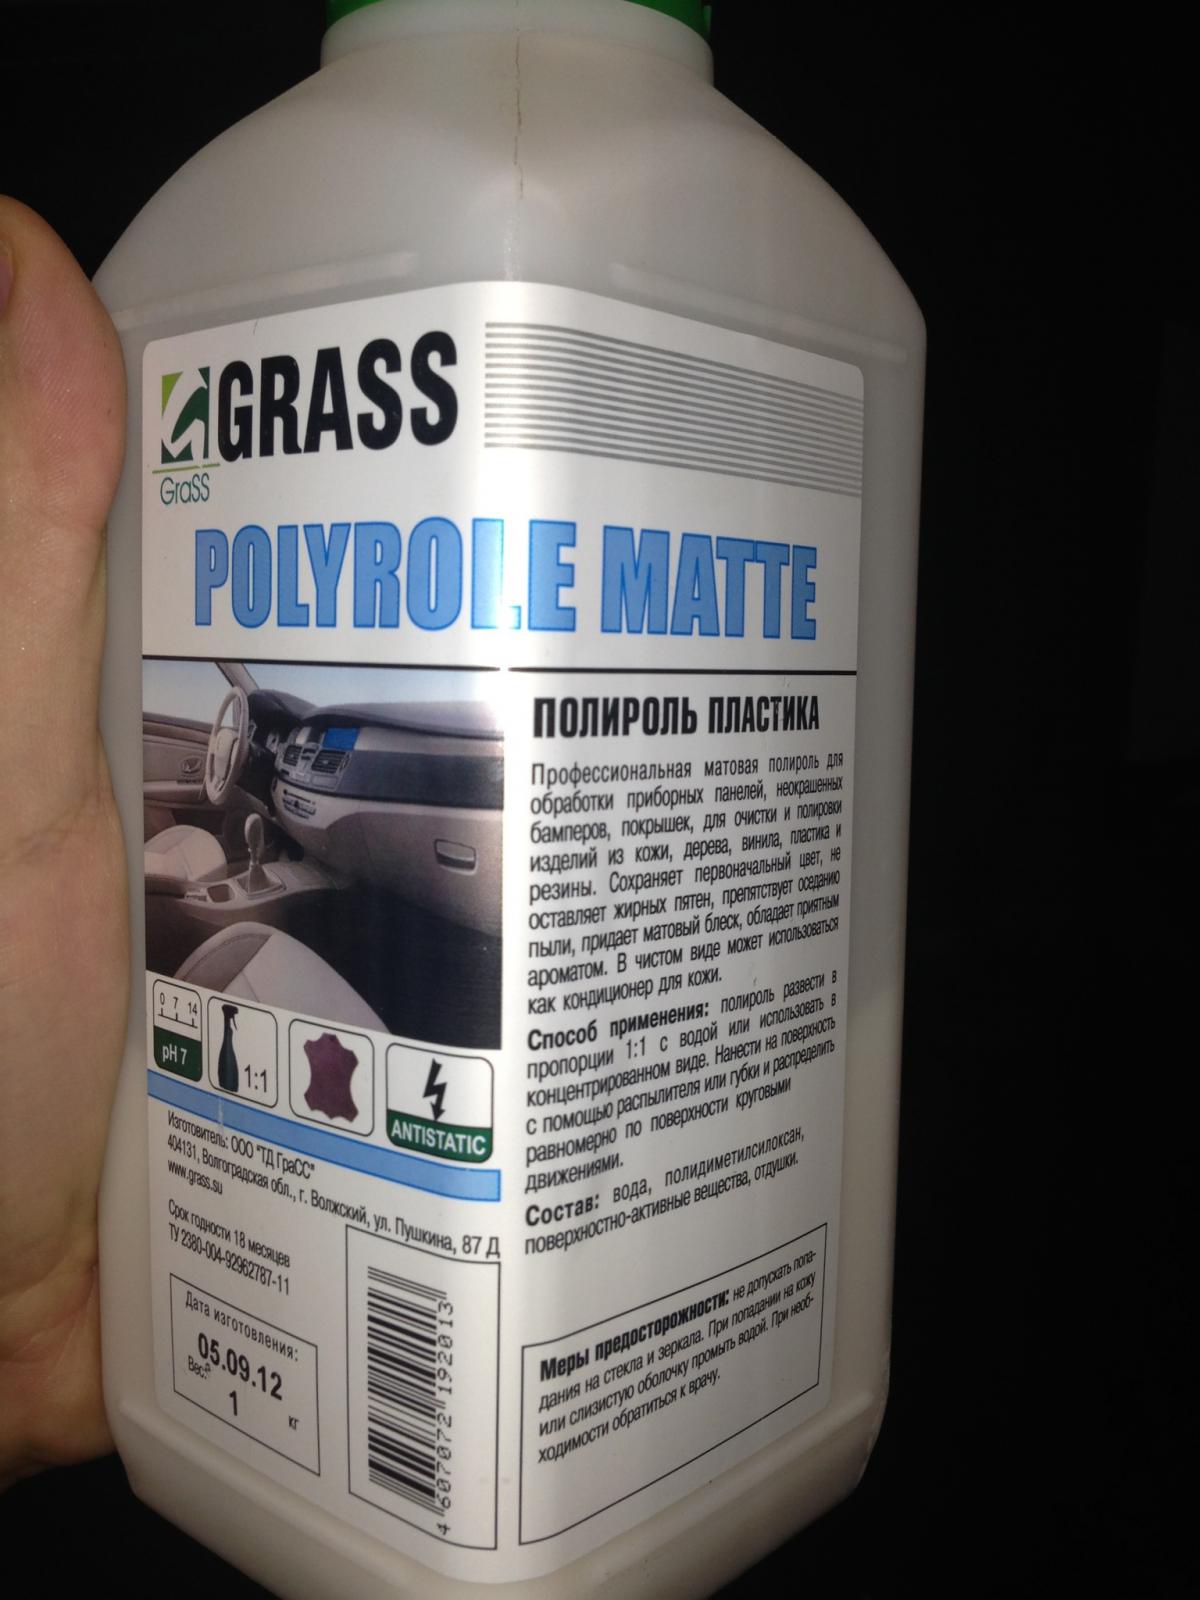 GRASS
GraSS
POLYROLE MATTE
ПОЛИРОЛЬ ПЛАСТИКА
Профессиональная матовая полироль для
обработки приборных панелей, неокрашенных
бамперов, покрышек, для очистки и полировки
изделий из кожи, дерева, винила, пластика и
резины. Сохраняет первоначальный цвет, не
оставляет жирных пятен, препятствует оседанию
пыли, придает матовый блеск, обладает приятным
ароматом. В чистом виде может использоваться
как кондиционер для кожи.
Способ применения: полироль развести в
пропорции 1:1 с водой или использовать в
концентрированном виде. Нанести на поверхность
с помощью распылителя или губки и распределить
равномерно по поверхности круговыми
движениями.
Состав: вода, полидиметилсилоксан,
поверхностно-активные вещества, отдушки.
Меры предосторожности: не допускать попа-
дания на стекла и зеркала. При попадании на кожу
или слизистую оболочку промыть водой. При необ-
ходимости обратиться к врачу.
0 7 14
pH 7
1:1
ANTISTATIC
Изготовитель: ООО "ТД ГраСС"
404131, Волгоградская обл., г. Волжский, ул. Пушкина, 87 Д
www.grass.su
Срок годности 18 месяцев
ТУ 2380-004-92962787-11
Дата изготовления:
05.09.12
Вес:
1 кг
4 607072 192013